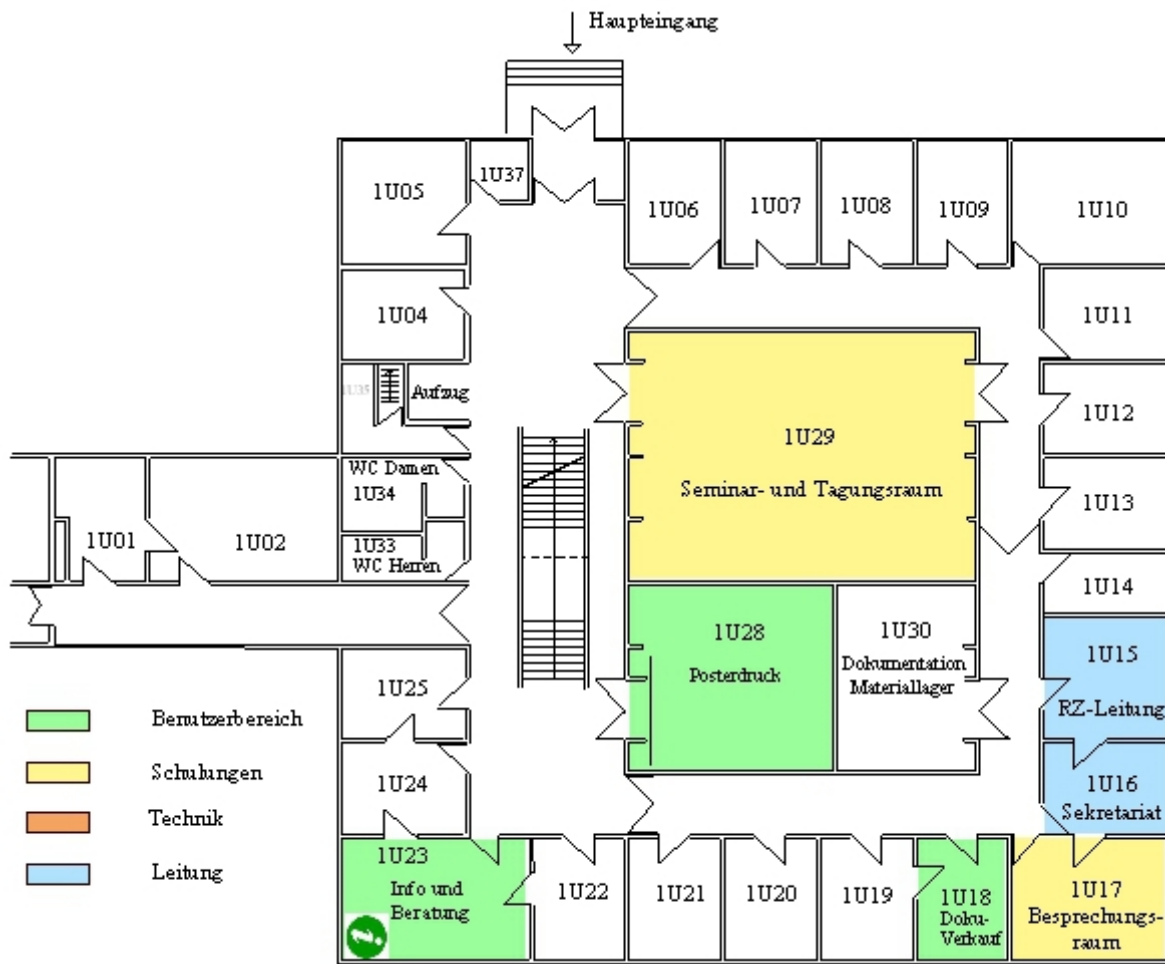 Haupteingang
1U05
1U37
1U06
1U07
1U08
1U09
1U10
1U04
1U11
1U35
Aufzug
1U12
1U29
Seminar- und Tagungsraum
WC Damen
1U34
1U13
1U01
1U02
1U33
WC Herren
1U14
1U28
Posterdruck
1U30
Dokumentation
Materiallager
1U15
RZ-Leitung
1U25
Benutzerbereich
Schulungen
Technik
Leitung
1U24
1U16
Sekretariat
1U23
Info und
Beratung
1U22
1U21
1U20
1U19
1U18
Doku-
Verkauf
1U17
Besprechungs-
raum